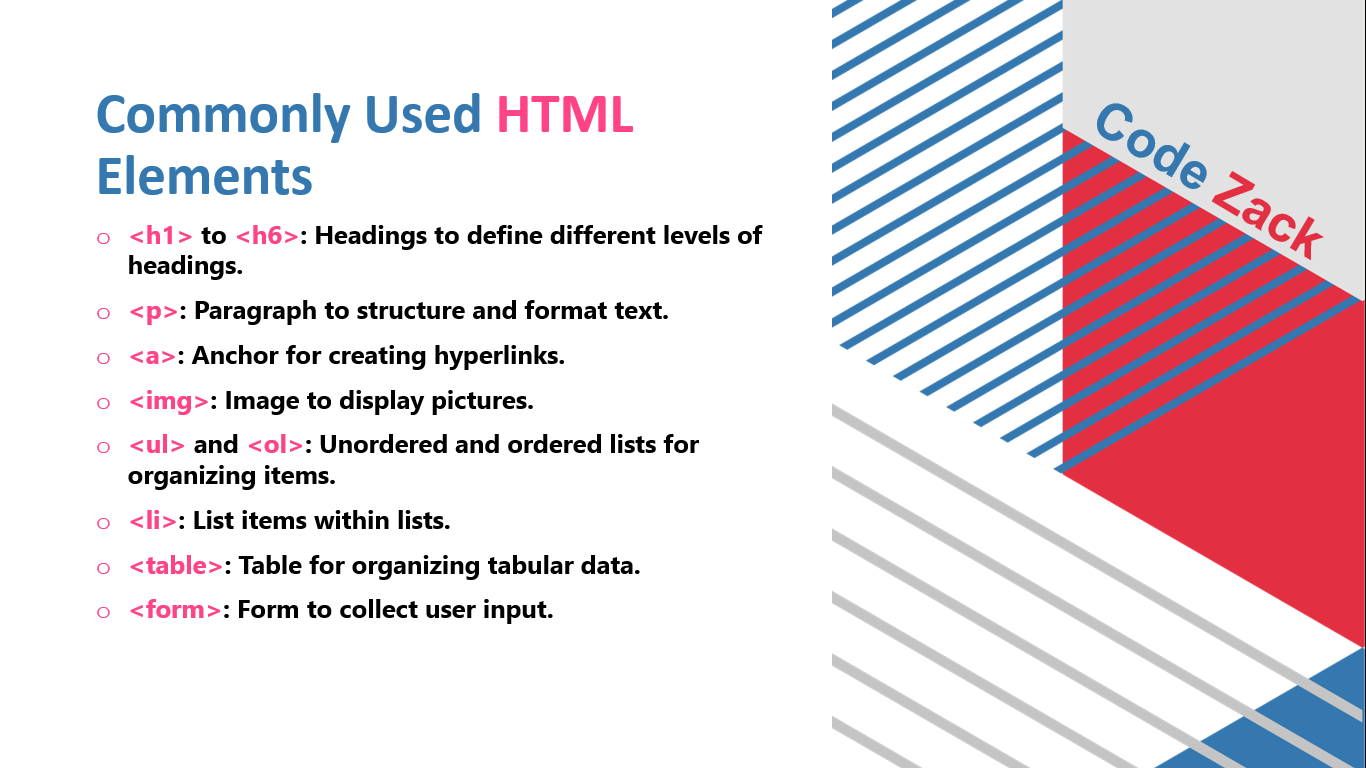 Commonly Used HTML
Elements
<h1> to <h6>: Headings to define different levels of
headings.
<p>: Paragraph to structure and format text.
<a>: Anchor for creating hyperlinks.
<img>: Image to display pictures.
<ul> and <ol>: Unordered and ordered lists for
organizing items.
<li>: List items within lists.
<table>: Table for organizing tabular data.
<form>: Form to collect user input.
Code Zack